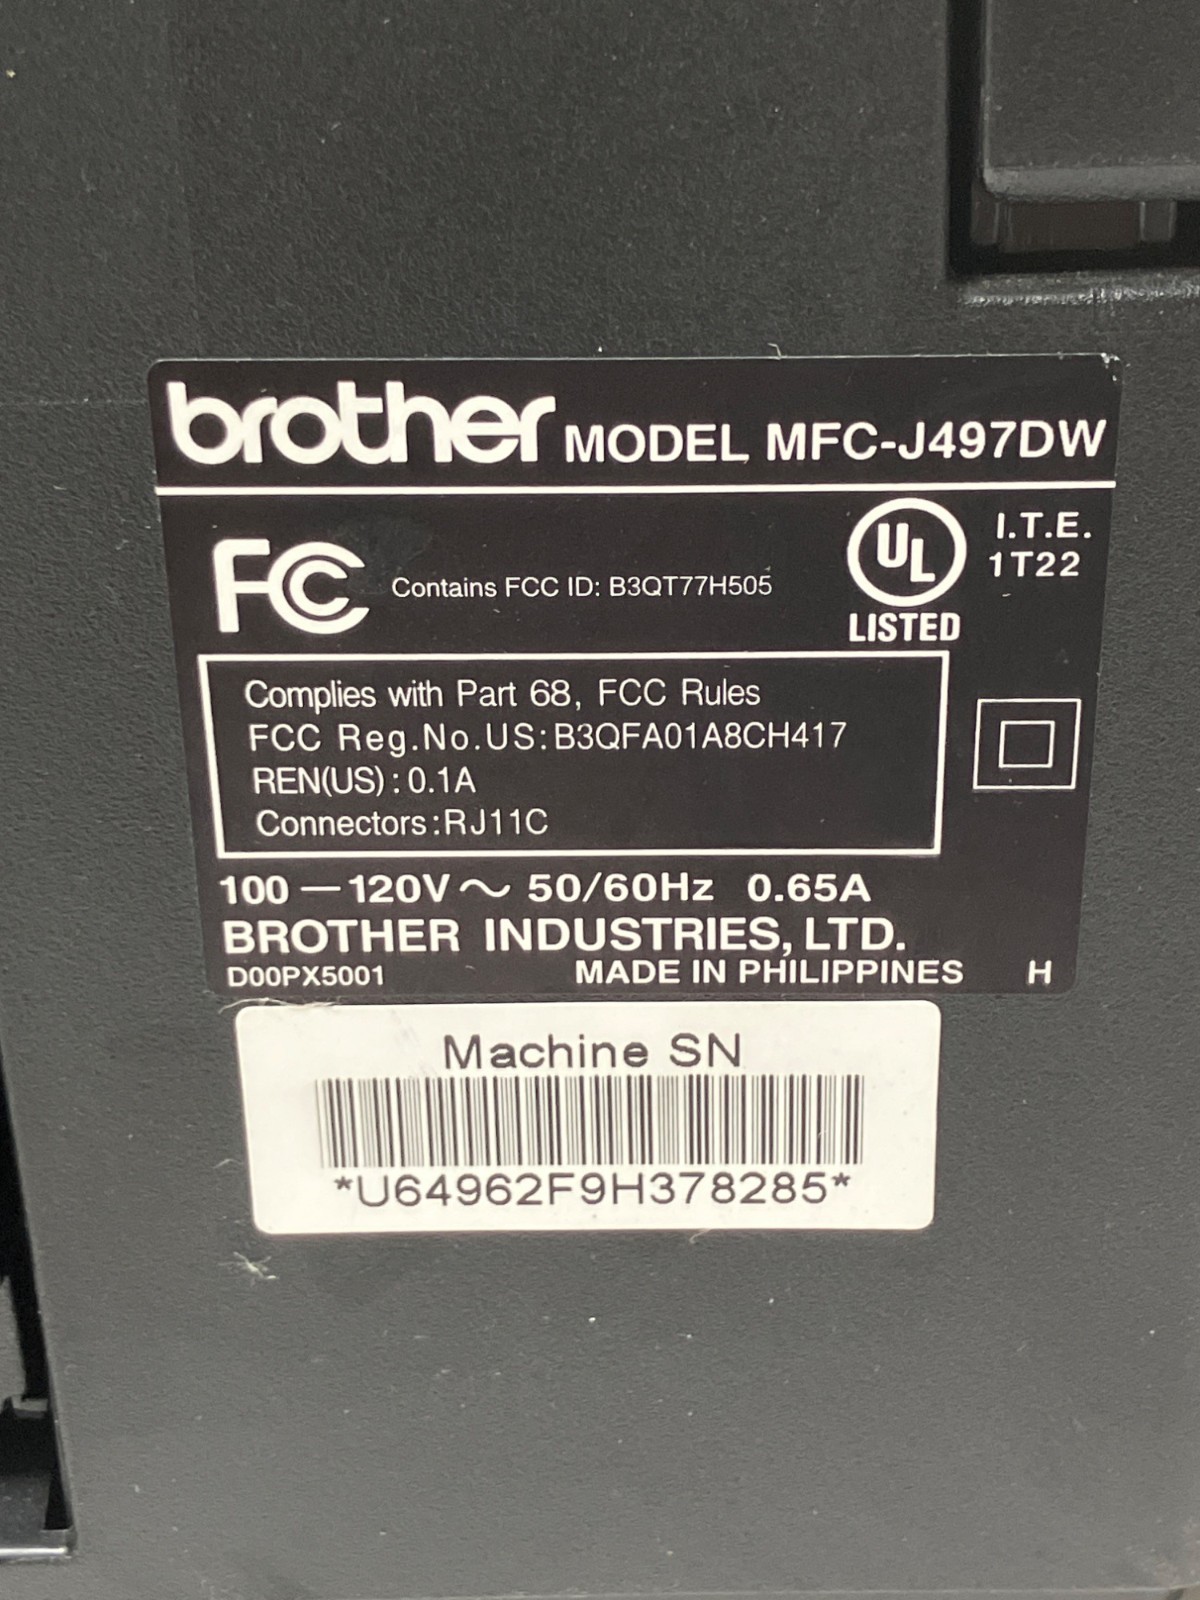 brother MODEL MFC-J497DW
FC Contains FCC ID: B3QT77H505
UL
LISTED
I.T.E.
1T22
Complies with Part 68, FCC Rules
FCC Reg.No.US:B3QFA01A8CH417
REN(US):0.1A
Connectors:RJ11C
100—120V～ 50/60Hz 0.65A
BROTHER INDUSTRIES, LTD.
D00PX5001 MADE IN PHILIPPINES H
Machine SN
*U64962F9H378285*